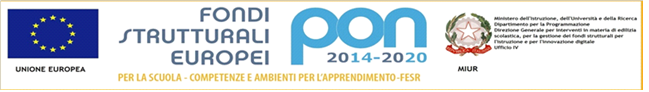 UNIONE EUROPEA
FONDI
STRUTTURALI
EUROPEI
pon
2014-2020
PER LA SCUOLA - COMPETENZE E AMBIENTI PER L'APPRENDIMENTO-FESR
MIUR
Ministero dell'Istruzione, dell'Università e della Ricerca
Dipartimento per la Programmazione
Direzione Generale per interventi in materia di edilizia
scolastica, per la gestione dei fondi strutturali per
l'istruzione e per l'innovazione digitale
Ufficio IV